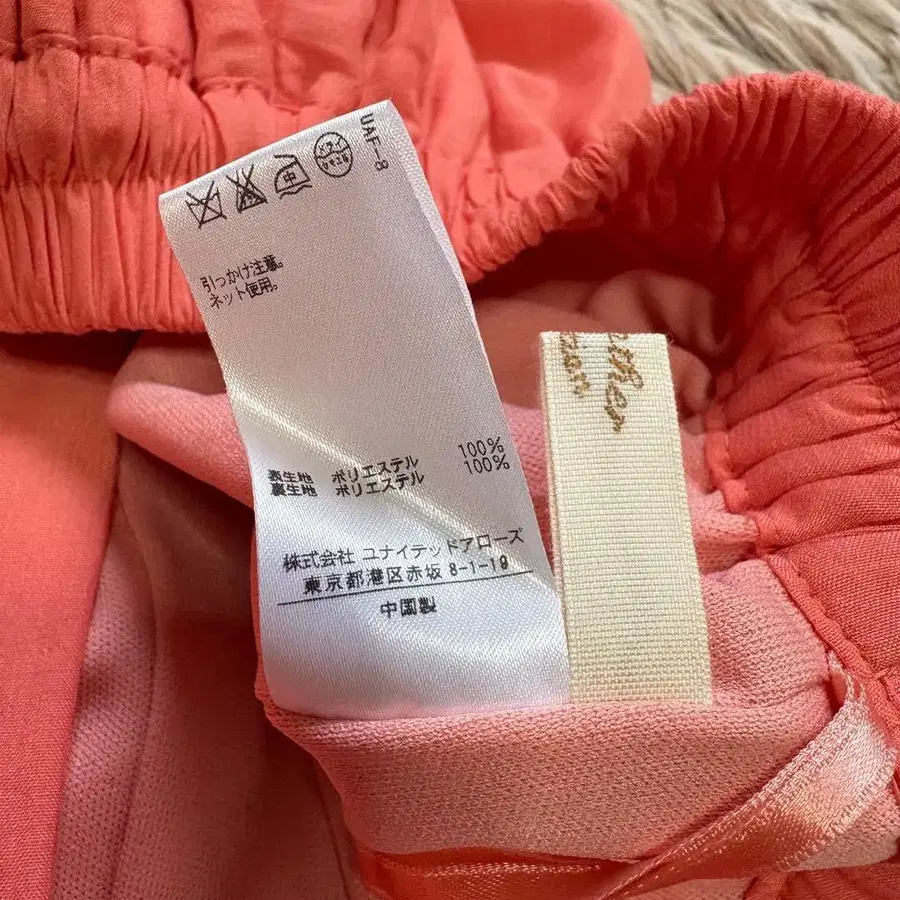 UAF-8
引っかけ注意。
ネット使用。
表生地 ポリエステル 100%
裏生地 ポリエステル 100%
株式会社 ユナイテッドアローズ
東京都港区赤坂 8-1-19
中国製